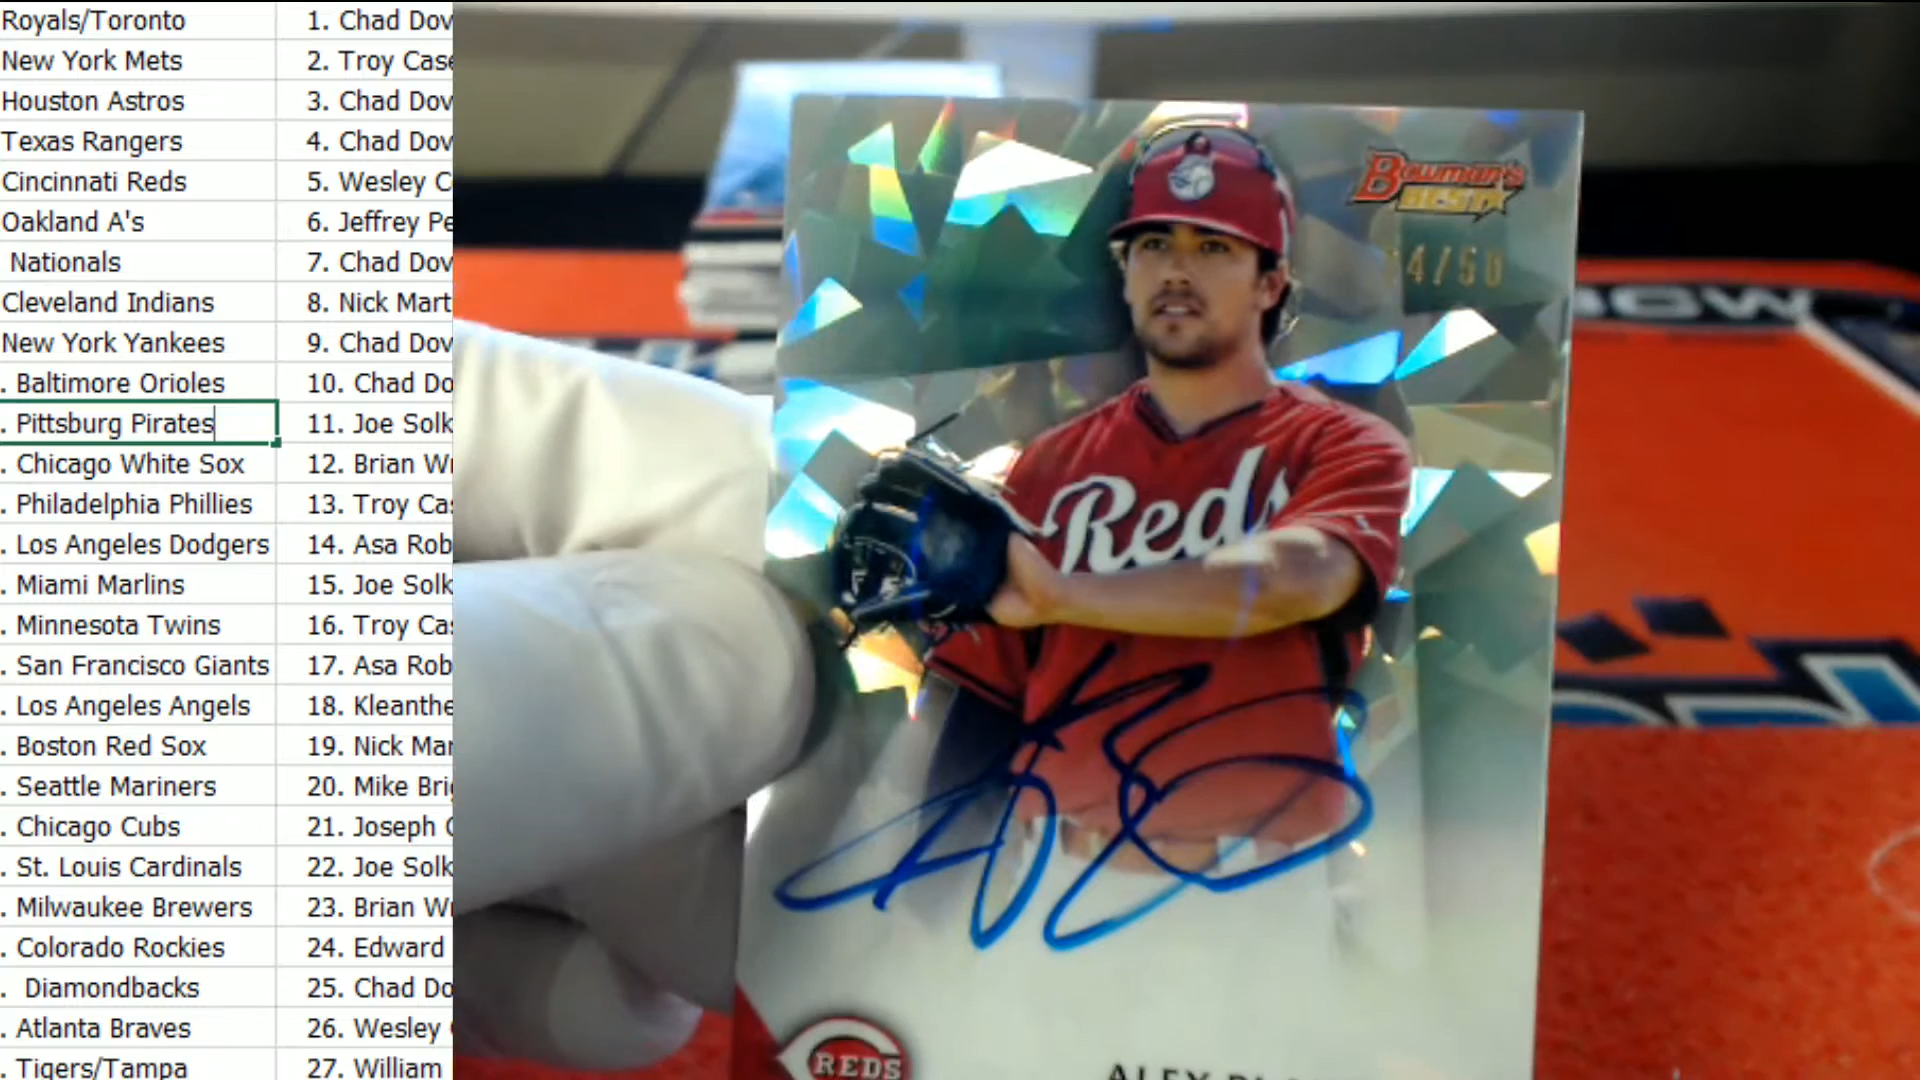 Royals/Toronto
New York Mets
Houston Astros
Texas Rangers
Cincinnati Reds
Oakland A's
Nationals
Cleveland Indians
New York Yankees
. Baltimore Orioles
. Pittsburg Pirates
. Chicago White Sox
. Philadelphia Phillies
. Los Angeles Dodgers
. Miami Marlins
. Minnesota Twins
. San Francisco Giants
. Los Angeles Angels
. Boston Red Sox
. Seattle Mariners
. Chicago Cubs
. St. Louis Cardinals
. Milwaukee Brewers
. Colorado Rockies
. Diamondbacks
. Atlanta Braves
. Tigers/Tampa
1. Chad Dov
2. Troy Case
3. Chad Dov
4. Chad Dov
5. Wesley C
6. Jeffrey Pe
7. Chad Dov
8. Nick Mart
9. Chad Dov
10. Chad Do
11. Joe Solk
12. Brian Wr
13. Troy Cas
14. Asa Rob
15. Joe Solk
16. Troy Cas
17. Asa Rob
18. Kleanthe
19. Nick Mar
20. Mike Brig
21. Joseph
22. Joe Solk
23. Brian Wr
24. Edward
25. Chad Do
26. Wesley
27. William
Bowman's
BEST
4/50
Reds
REDS
ALEX